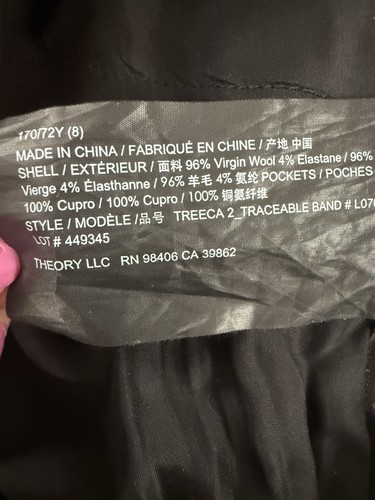 170/72Y (8)
MADE IN CHINA / FABRIQUÉ EN CHINE / 产地 中国
SHELL / EXTÉRIEUR / 面料 96% Virgin Wool 4% Elastane / 96%
Vierge 4% Élasthanne / 96% 羊毛 4% 氨纶 POCKETS / POCHES
100% Cupro / 100% Cupro / 100% 铜氨纤维
STYLE / MODÈLE /品号 TREECA 2_TRACEABLE BAND # L070
LOT # 449345
THEORY LLC RN 98406 CA 39862